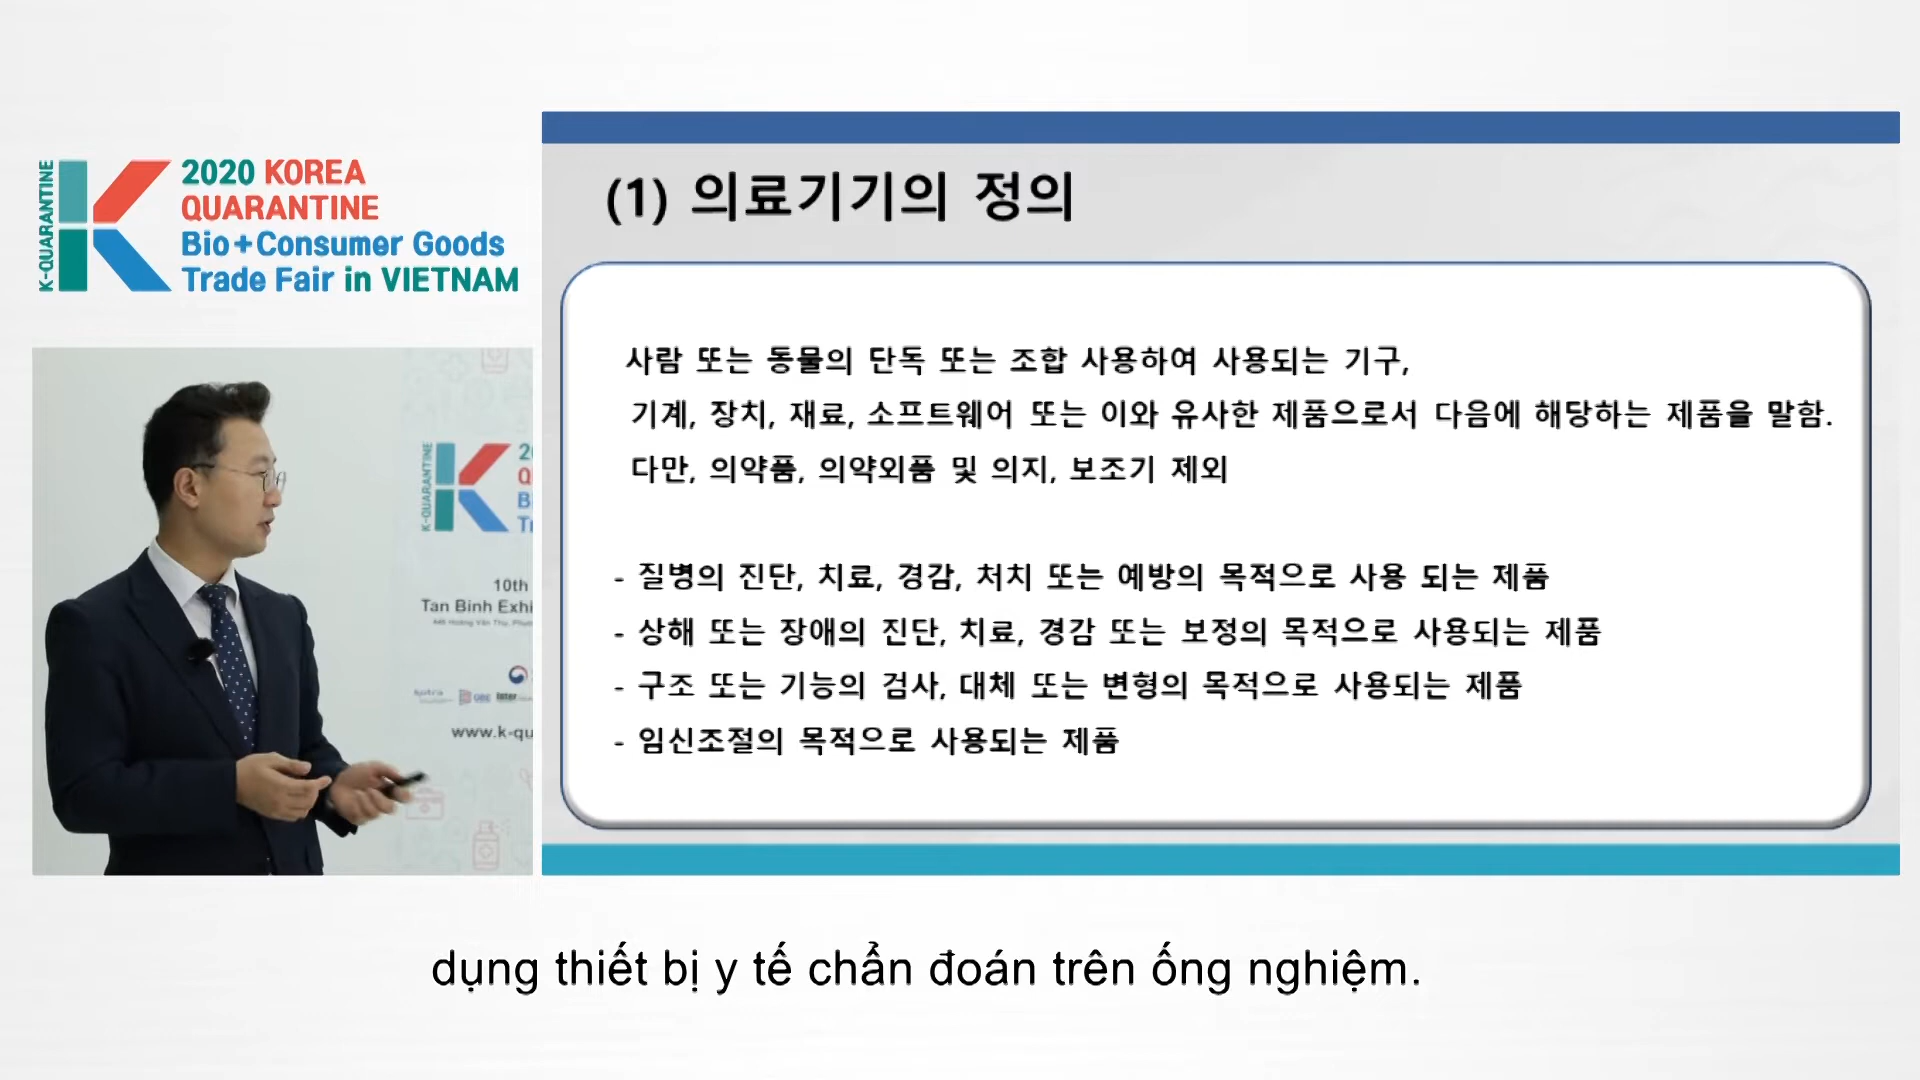 K-QUARANTINE
2020 KOREA
QUARANTINE
Bio+Consumer Goods
Trade Fair in VIETNAM
(1) 의료기기의 정의
사람 또는 동물의 단독 또는 조합 사용하여 사용되는 기구,
기계, 장치, 재료, 소프트웨어 또는 이와 유사한 제품으로서 다음에 해당하는 제품을 말함.
다만, 의약품, 의약외품 및 의지, 보조기 제외
- 질병의 진단, 치료, 경감, 처치 또는 예방의 목적으로 사용 되는 제품
- 상해 또는 장애의 진단, 치료, 경감 또는 보정의 목적으로 사용되는 제품
- 구조 또는 기능의 검사, 대체 또는 변형의 목적으로 사용되는 제품
- 임신조절의 목적으로 사용되는 제품
K-QUARANTINE
10th
Tan Binh Exhi
www.k-qu
dụng thiết bị y tế chẩn đoán trên ống nghiệm.